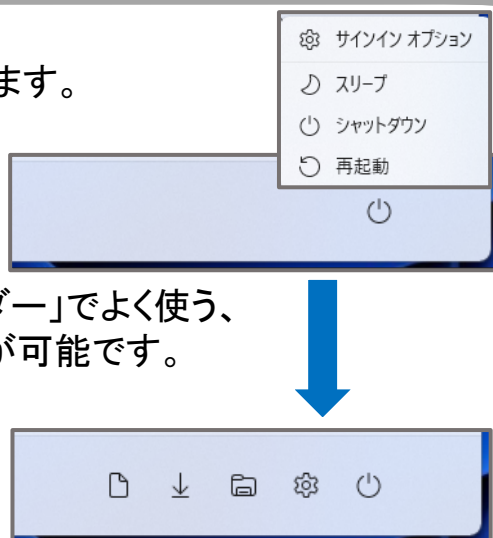 サインイン オプション
ます。
スリープ
シャットダウン
再起動
ダー」でよく使う、
が可能です。